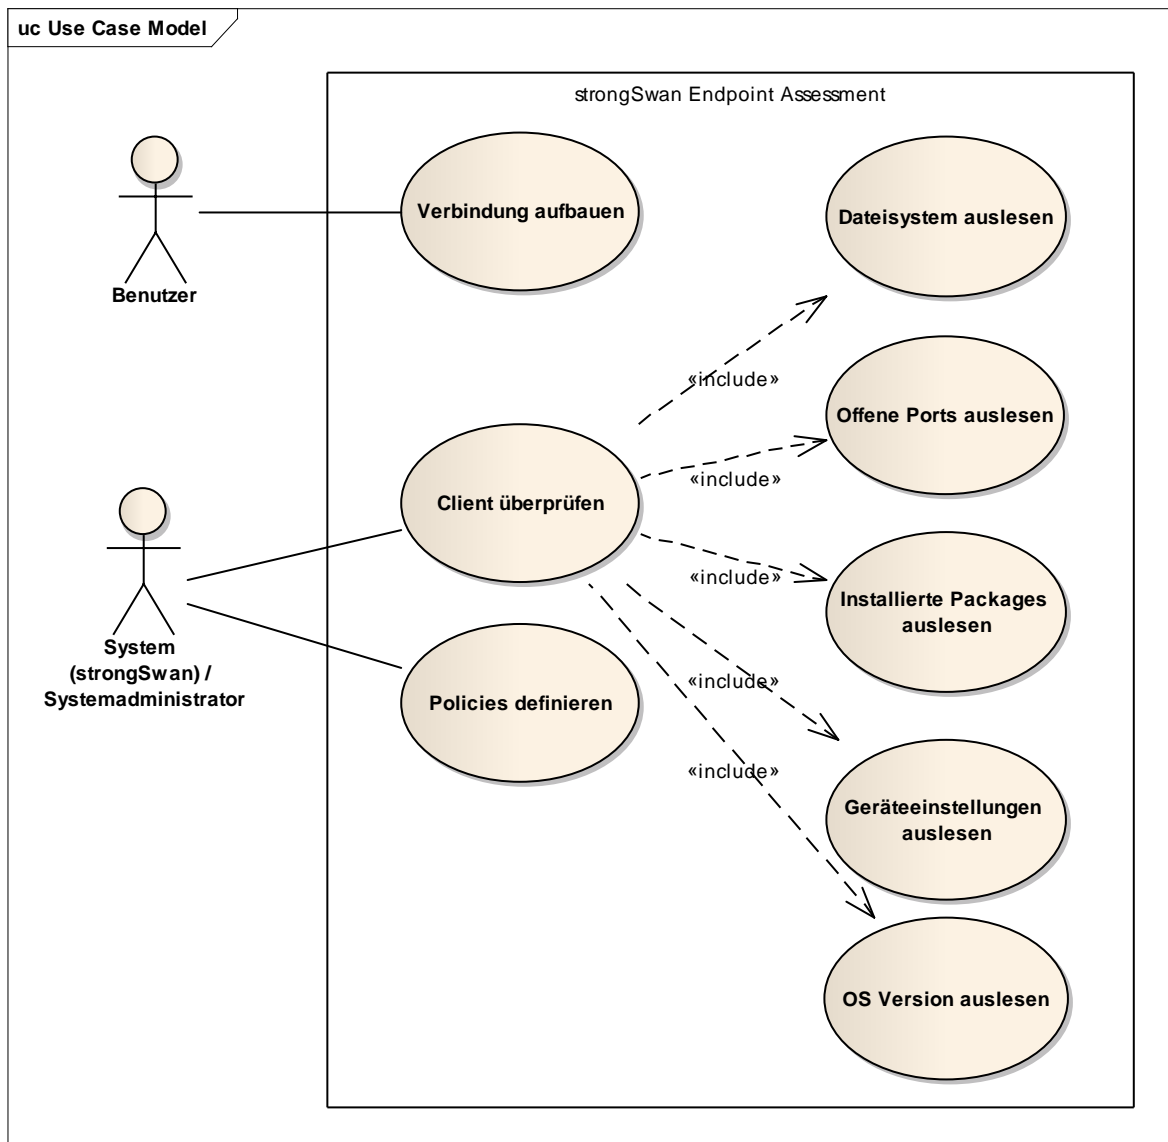 uc Use Case Model
strongSwan Endpoint Assessment
Verbindung aufbauen
Dateisystem auslesen
Benutzer
«include»
Offene Ports auslesen
«include»
Client überprüfen
«include»
Installierte Packages
auslesen
System
(strongSwan) /
Systemadministrator
Policies definieren
«include»
«include»
Geräteeinstellungen
auslesen
OS Version auslesen